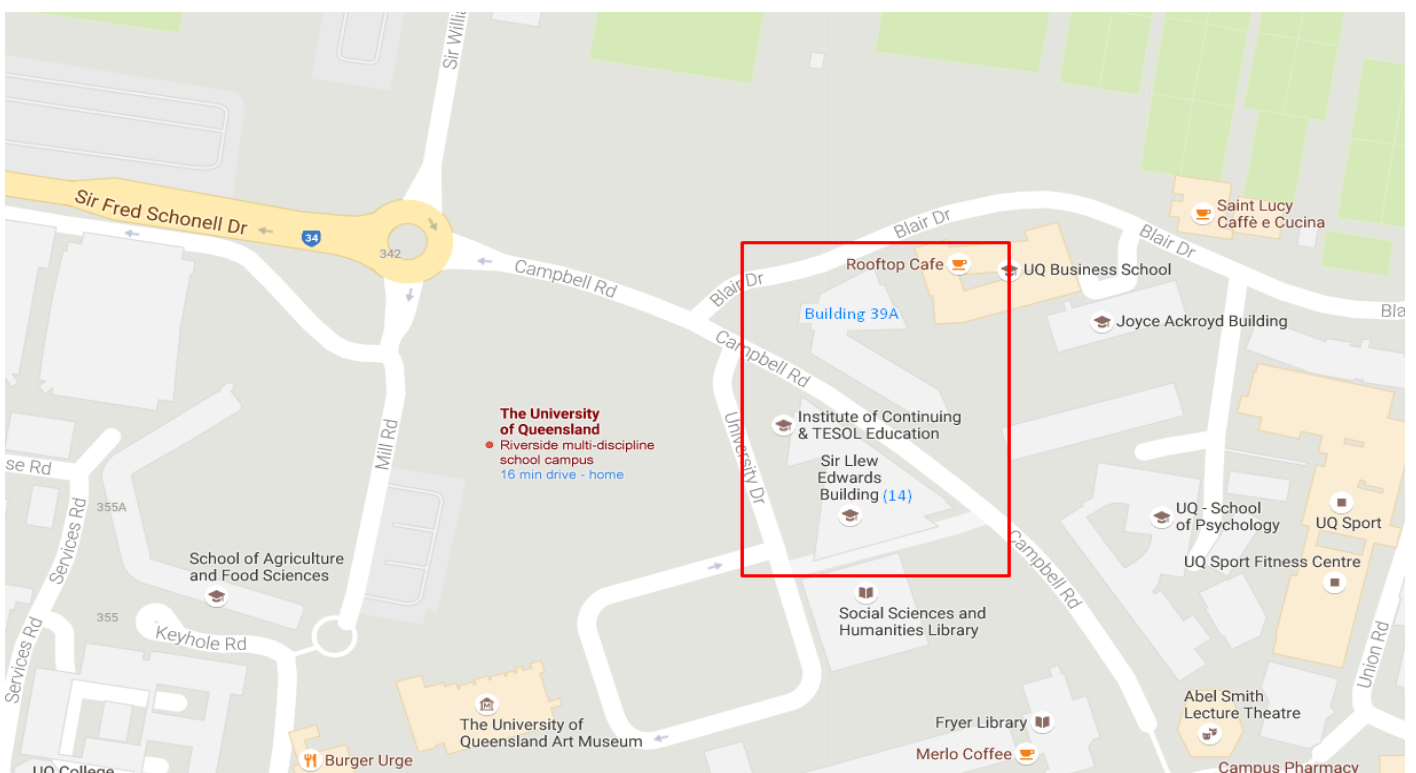 Sir Willia
Sir Fred Schonell Dr
34
342
Campbell Rd
Blair Dr
Blair Dr
Saint Lucy
Caffè e Cucina
Blair Dr
Rooftop Cafe
UQ Business School
Building 39A
Joyce Ackroyd Building
Bla
Campbell Rd
The University
of Queensland
Riverside multi-discipline
school campus
16 min drive - home
Institute of Continuing
& TESOL Education
Mill Rd
University Dr
Sir Llew
Edwards
Building (14)
se Rd
355A
Services Rd
UQ - School
of Psychology
UQ Sport
UQ Sport Fitness Centre
School of Agriculture
and Food Sciences
Campbell Rd
355
Keyhole Rd
Services Rd
Social Sciences and
Humanities Library
Union Rd
The University of
Queensland Art Museum
Fryer Library
Merlo Coffee
Abel Smith
Lecture Theatre
Burger Urge
UQ College
Campus Pharmacy